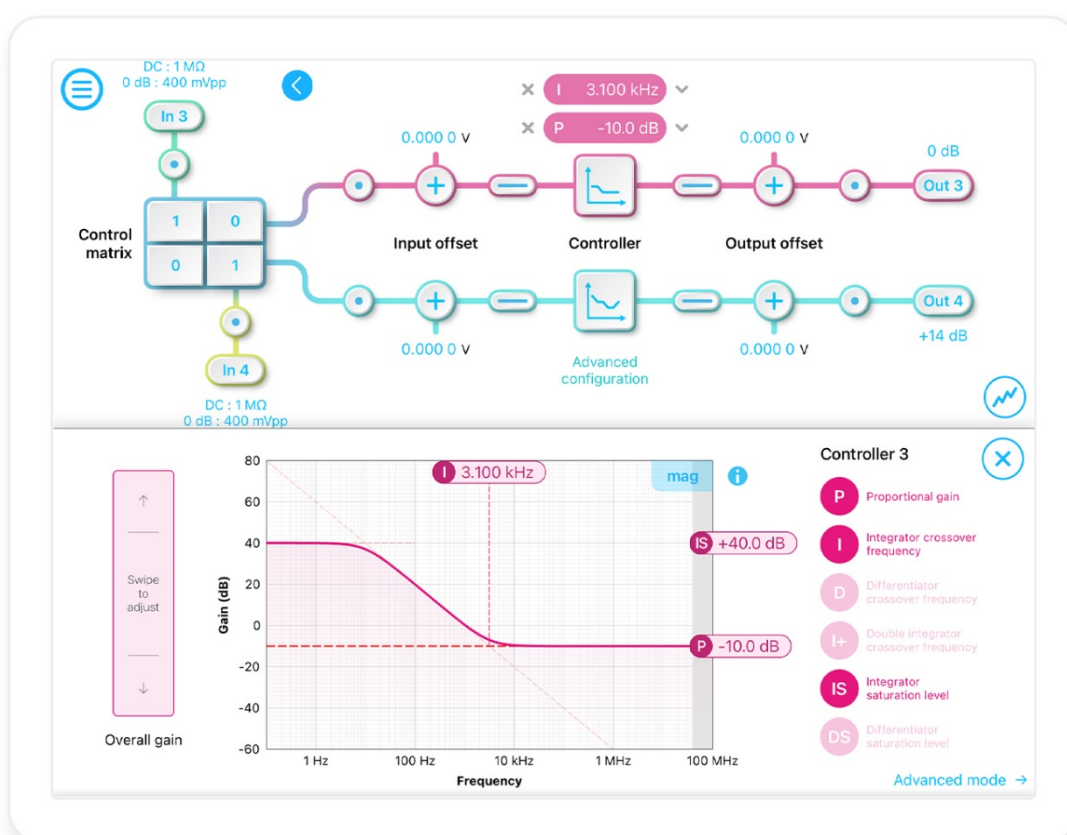 DC : 1 MΩ
0 dB : 400 mVpp
In 3
I 3.100 kHz
P -10.0 dB
0.000 0 V
0.000 0 V
0 dB
Out 3
Control
matrix
1 0
0 1
Input offset
Controller
Output offset
Out 4
+14 dB
0.000 0 V
0.000 0 V
Advanced
configuration
In 4
DC : 1 MΩ
0 dB : 400 mVpp
↑
Swipe
to
adjust
↓
Overall gain
Gain (dB)
80
60
40
20
0
-20
-40
-60
I 3.100 kHz
mag
i
IS +40.0 dB
P -10.0 dB
1 Hz 100 Hz 10 kHz 1 MHz 100 MHz
Frequency
Controller 3
P Proportional gain
I Integrator crossover
frequency
D Differentiator
crossover frequency
I+ Double integrator
crossover frequency
IS Integrator
saturation level
DS Differentiator
saturation level
Advanced mode →